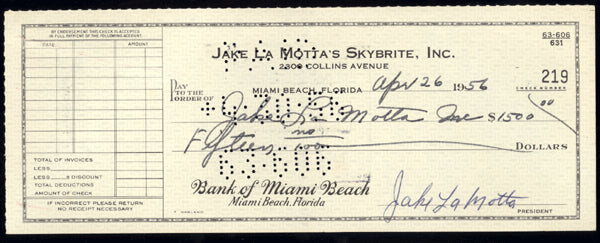 BY ENDORSEMENT THIS CHECK IS ACCEPTED
IN FULL PAYMENT OF THE FOLLOWING ACCOUNT
DATE AMOUNT
TOTAL OF INVOICES
LESS % DISCOUNT
LESS
TOTAL DEDUCTIONS
AMOUNT OF CHECK
IF INCORRECT PLEASE RETURN
NO RECEIPT NECESSARY
JAKE LA MOTTA'S SKYBRITE, INC.
2300 COLLINS AVENUE
63-606
631
MIAMI BEACH, FLORIDA Apr 26 1956
219
CHECK NUMBER
PAY
TO THE
ORDER OF Jake La Motta Inc $1500 00
Fifteen no/100 DOLLARS
63-606
Bank of Miami Beach
Miami Beach, Florida
Jake La Motta
PRESIDENT